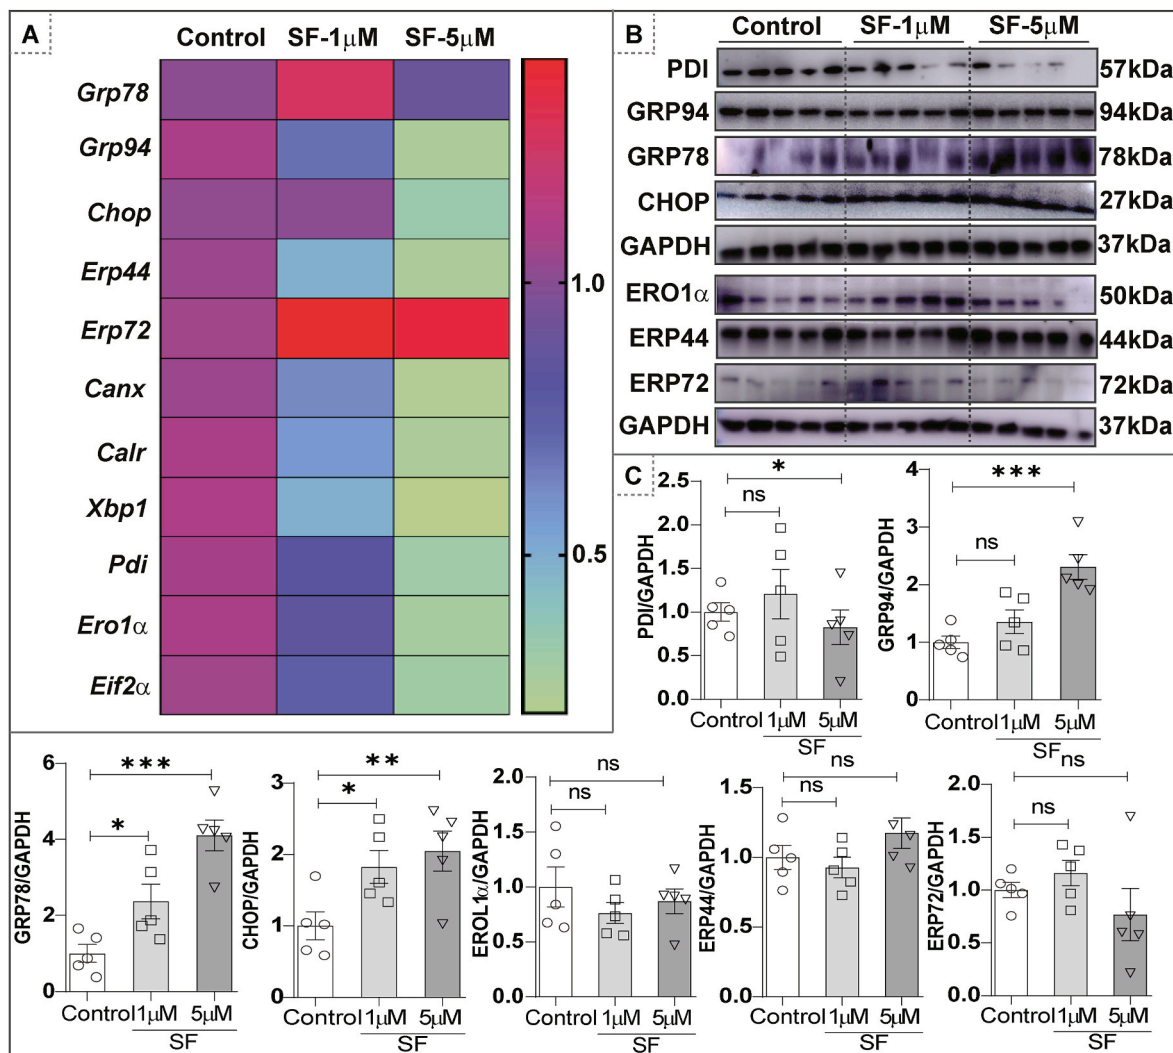 A
Control SF-1μM SF-5μM
Grp78
Grp94
Chop
Erp44
Erp72
Canx
Calr
Xbp1
Pdi
Ero1α
Eif2α
1.0
0.5
B
Control SF-1μM SF-5μM
PDI 57kDa
GRP94 94kDa
GRP78 78kDa
CHOP 27kDa
GAPDH 37kDa
ERO1α 50kDa
ERP44 44kDa
ERP72 72kDa
GAPDH 37kDa
C
PDI/GAPDH
2.5
2.0
1.5
1.0
0.5
0.0
ns
*
Control 1μM 5μM
SF
GRP94/GAPDH
4
3
2
1
0
ns
***
Control 1μM 5μM
SF
GRP78/GAPDH
6
4
2
0
*
***
Control 1μM 5μM
SF
CHOP/GAPDH
3
2
1
0
*
**
Control 1μM 5μM
SF
EROL1α/GAPDH
2.0
1.5
1.0
0.5
0.0
ns
ns
Control 1μM 5μM
SF
ERP44/GAPDH
1.5
1.0
0.5
0.0
ns
ns
Control 1μM 5μM
SF
ERP72/GAPDH
2.0
1.5
1.0
0.5
0.0
ns
ns
Control 1μM 5μM
SF